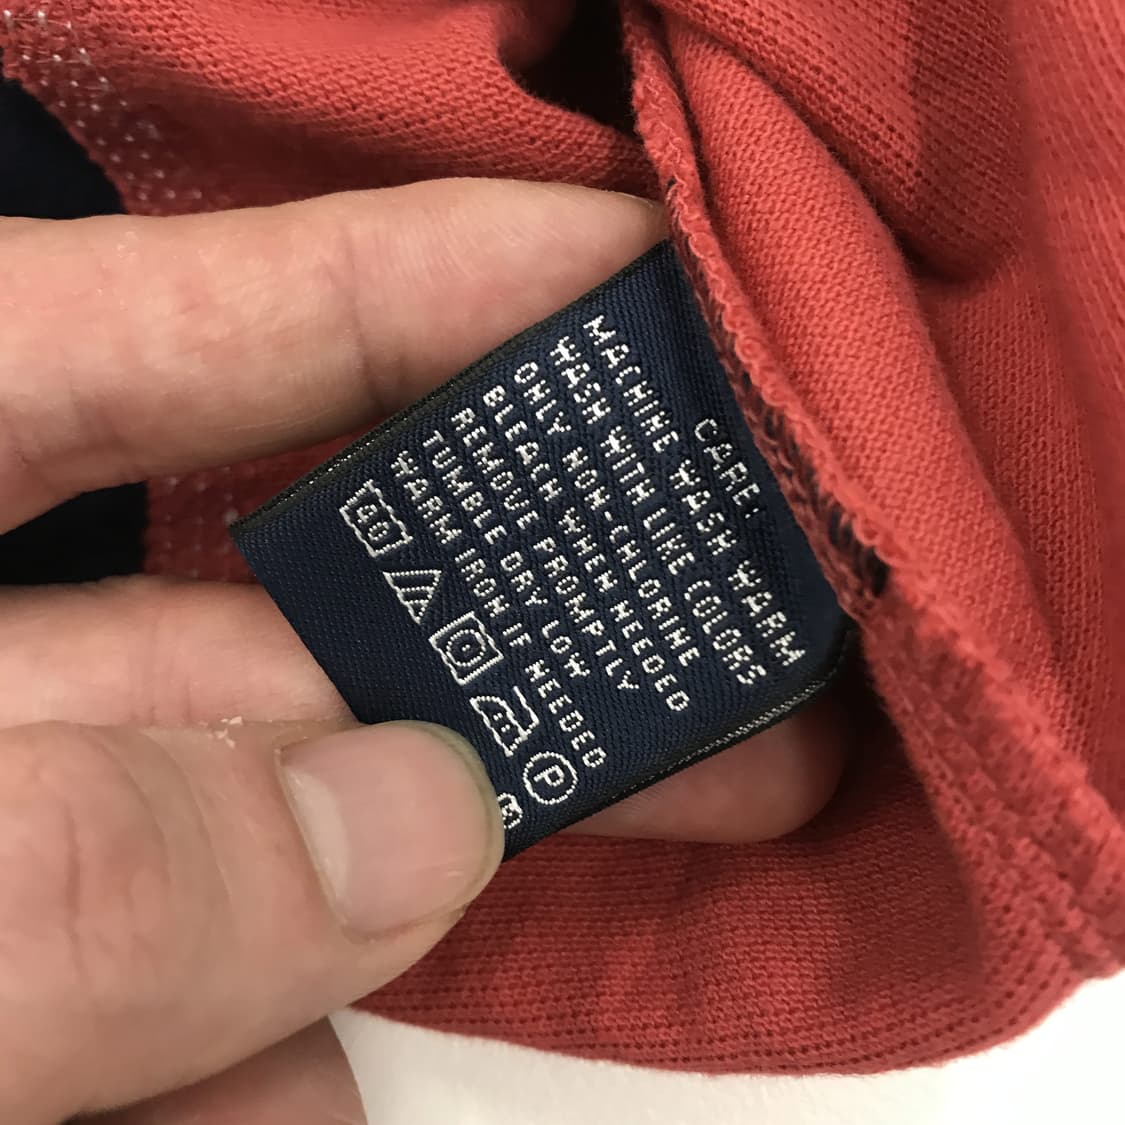 CARE:
MACHINE WASH WARM
WASH WITH LIKE COLORS
ONLY NON-CHLORINE
BLEACH WHEN NEEDED
REMOVE PROMPTLY
TUMBLE DRY LOW
WARM IRON IF NEEDED
40
P